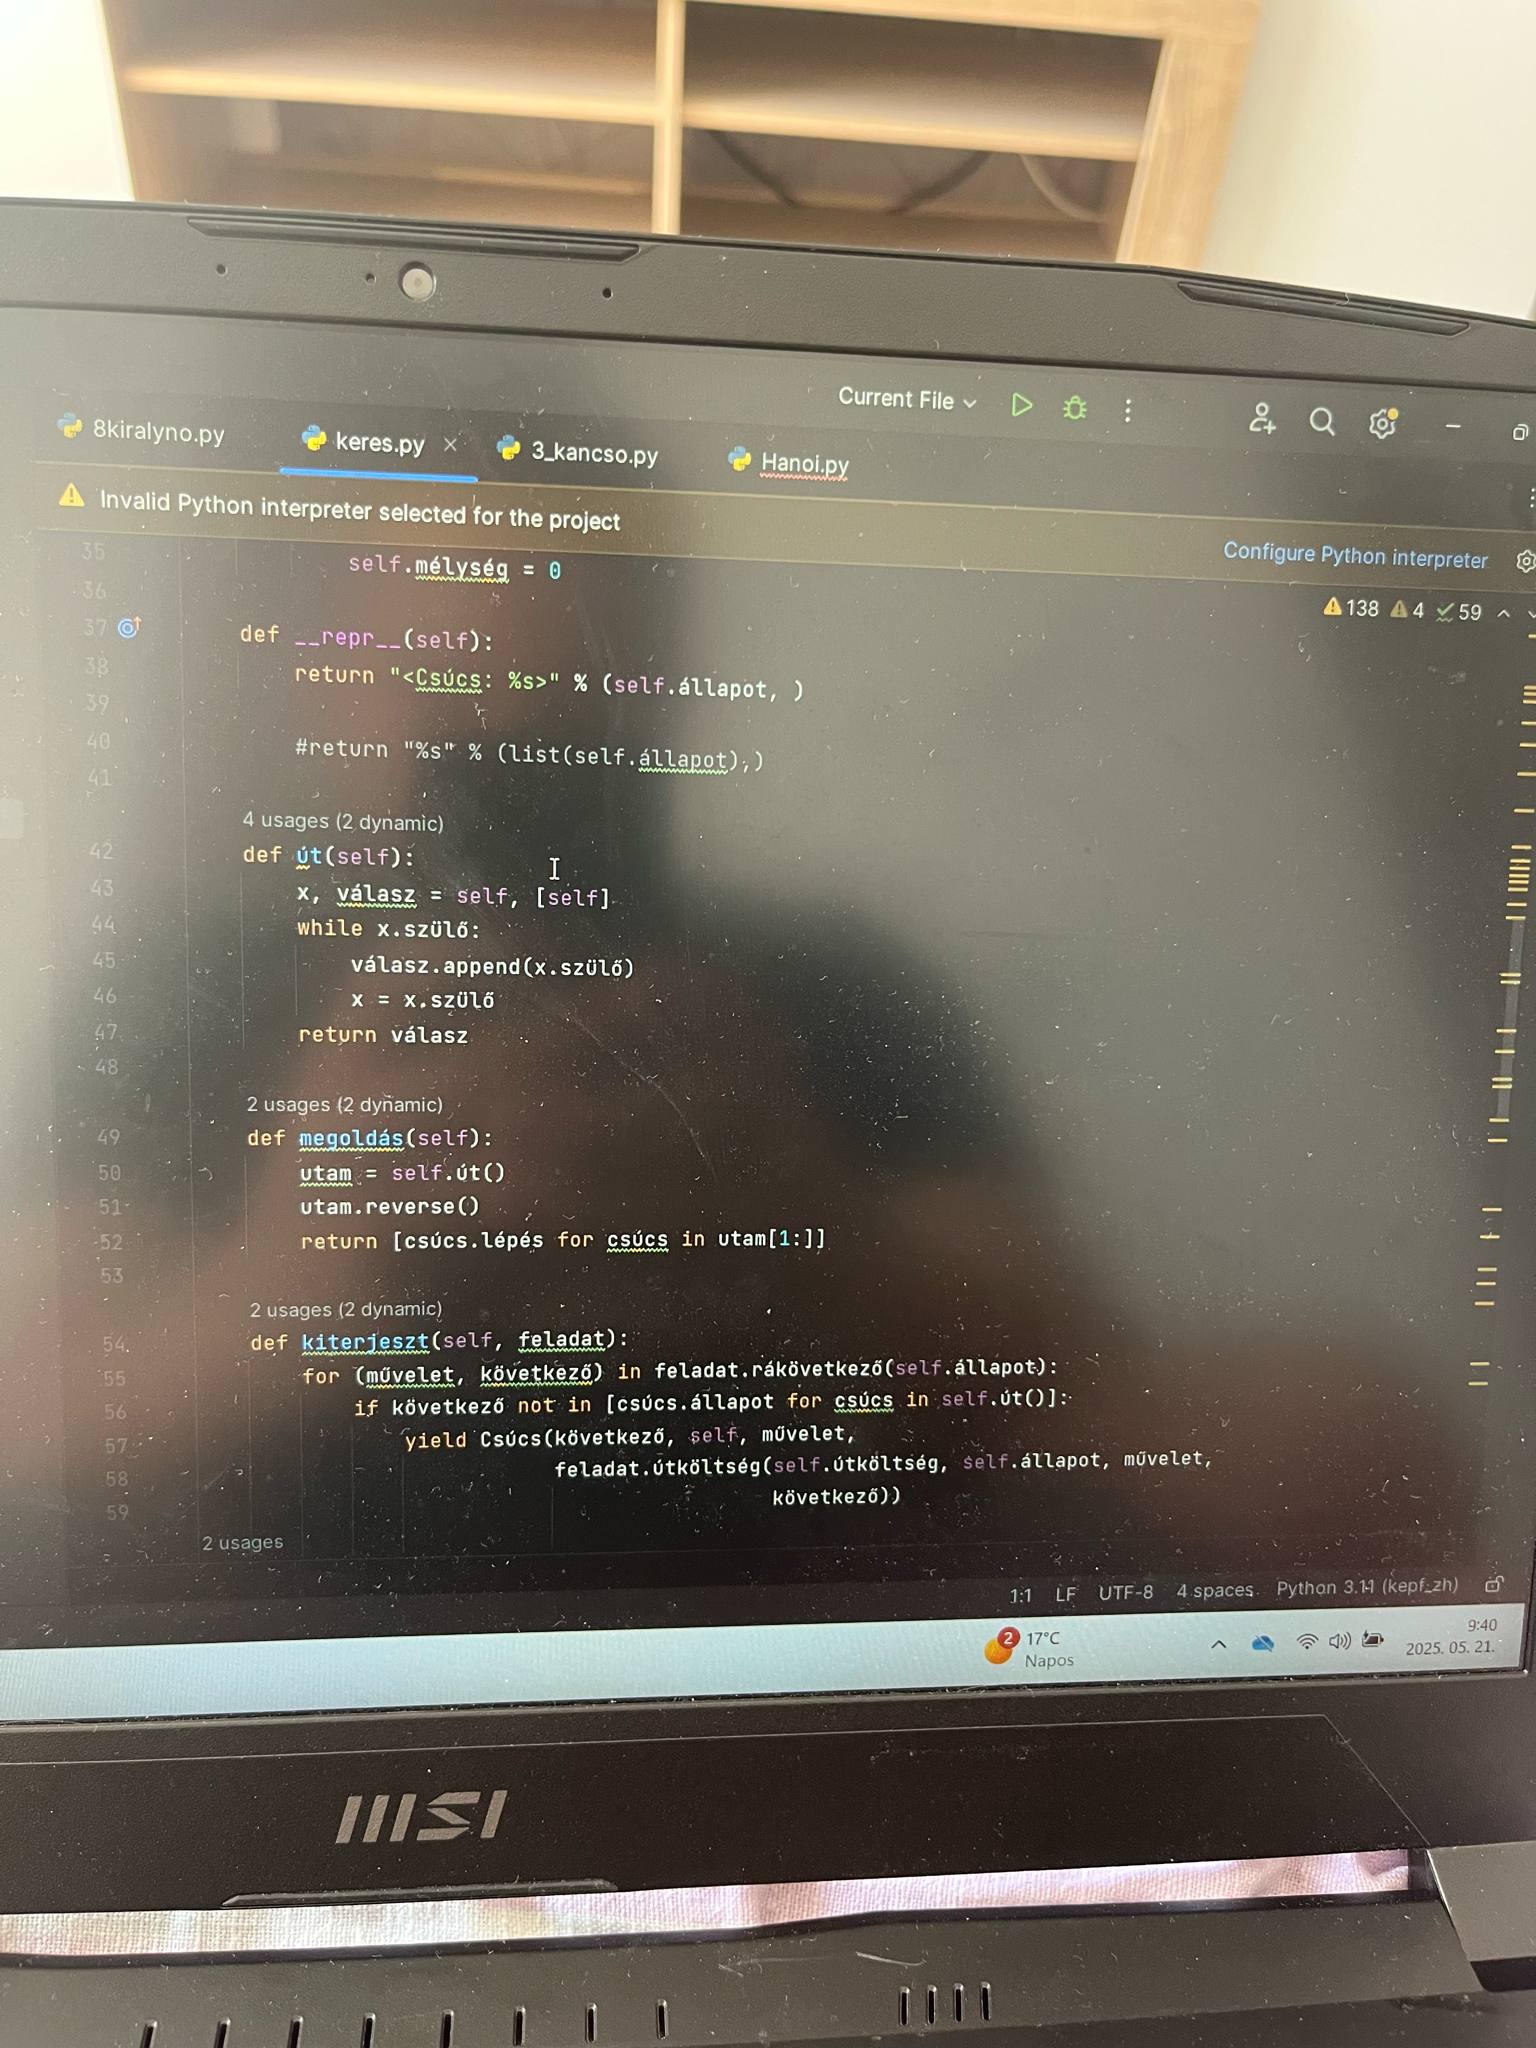 Current File
8kiralyno.py
keres.py
3_kancso.py
Hanoi.py
Invalid Python interpreter selected for the project
Configure Python interpreter
138 4 59
35 self.mélység = 0
36
37 def __repr__(self):
38 return "<Csúcs: %s>" % (self.állapot, )
39
40 #return "%s" % (list(self.állapot),)
41
4 usages (2 dynamic)
42 def út(self):
43 x, válasz = self, [self]
44 while x.szülő:
45 válasz.append(x.szülő)
46 x = x.szülő
47 return válasz
48
2 usages (2 dynamic)
49 def megoldás(self):
50 utam = self.út()
51 utam.reverse()
52 return [csúcs.lépés for csúcs in utam[1:]]
53
2 usages (2 dynamic)
54 def kiterjeszt(self, feladat):
55 for (művelet, következő) in feladat.rákövetkező(self.állapot):
56 if következő not in [csúcs.állapot for csúcs in self.út()]:
57 yield Csúcs(következő, self, művelet,
58 feladat.útköltség(self.útköltség, self.állapot, művelet,
59 következő))
2 usages
1:1 LF UTF-8 4 spaces Python 3.11 (kepf_zh)
2
17°C
Napos
9:40
2025. 05. 21.
msi